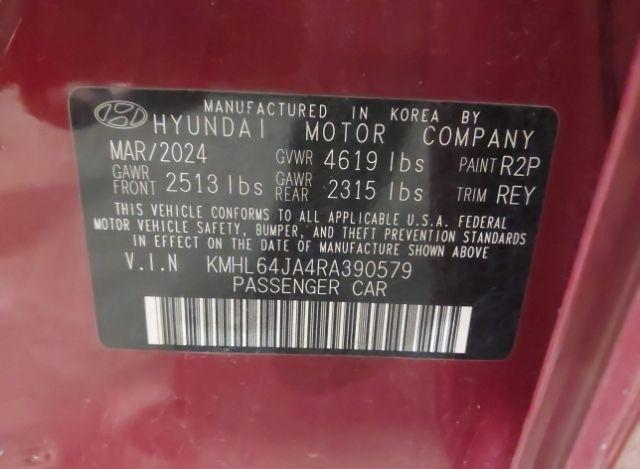 MANUFACTURED IN KOREA BY
HYUNDAI MOTOR COMPANY
MAR/2024 GVWR 4619 lbs PAINT R2P
GAWR FRONT 2513 lbs GAWR REAR 2315 lbs TRIM REY
THIS VEHICLE CONFORMS TO ALL APPLICABLE U.S.A. FEDERAL
MOTOR VEHICLE SAFETY, BUMPER, AND THEFT PREVENTION STANDARDS
IN EFFECT ON THE DATE OF MANUFACTURE SHOWN ABOVE
V.I.N KMHL64JA4RA390579
PASSENGER CAR